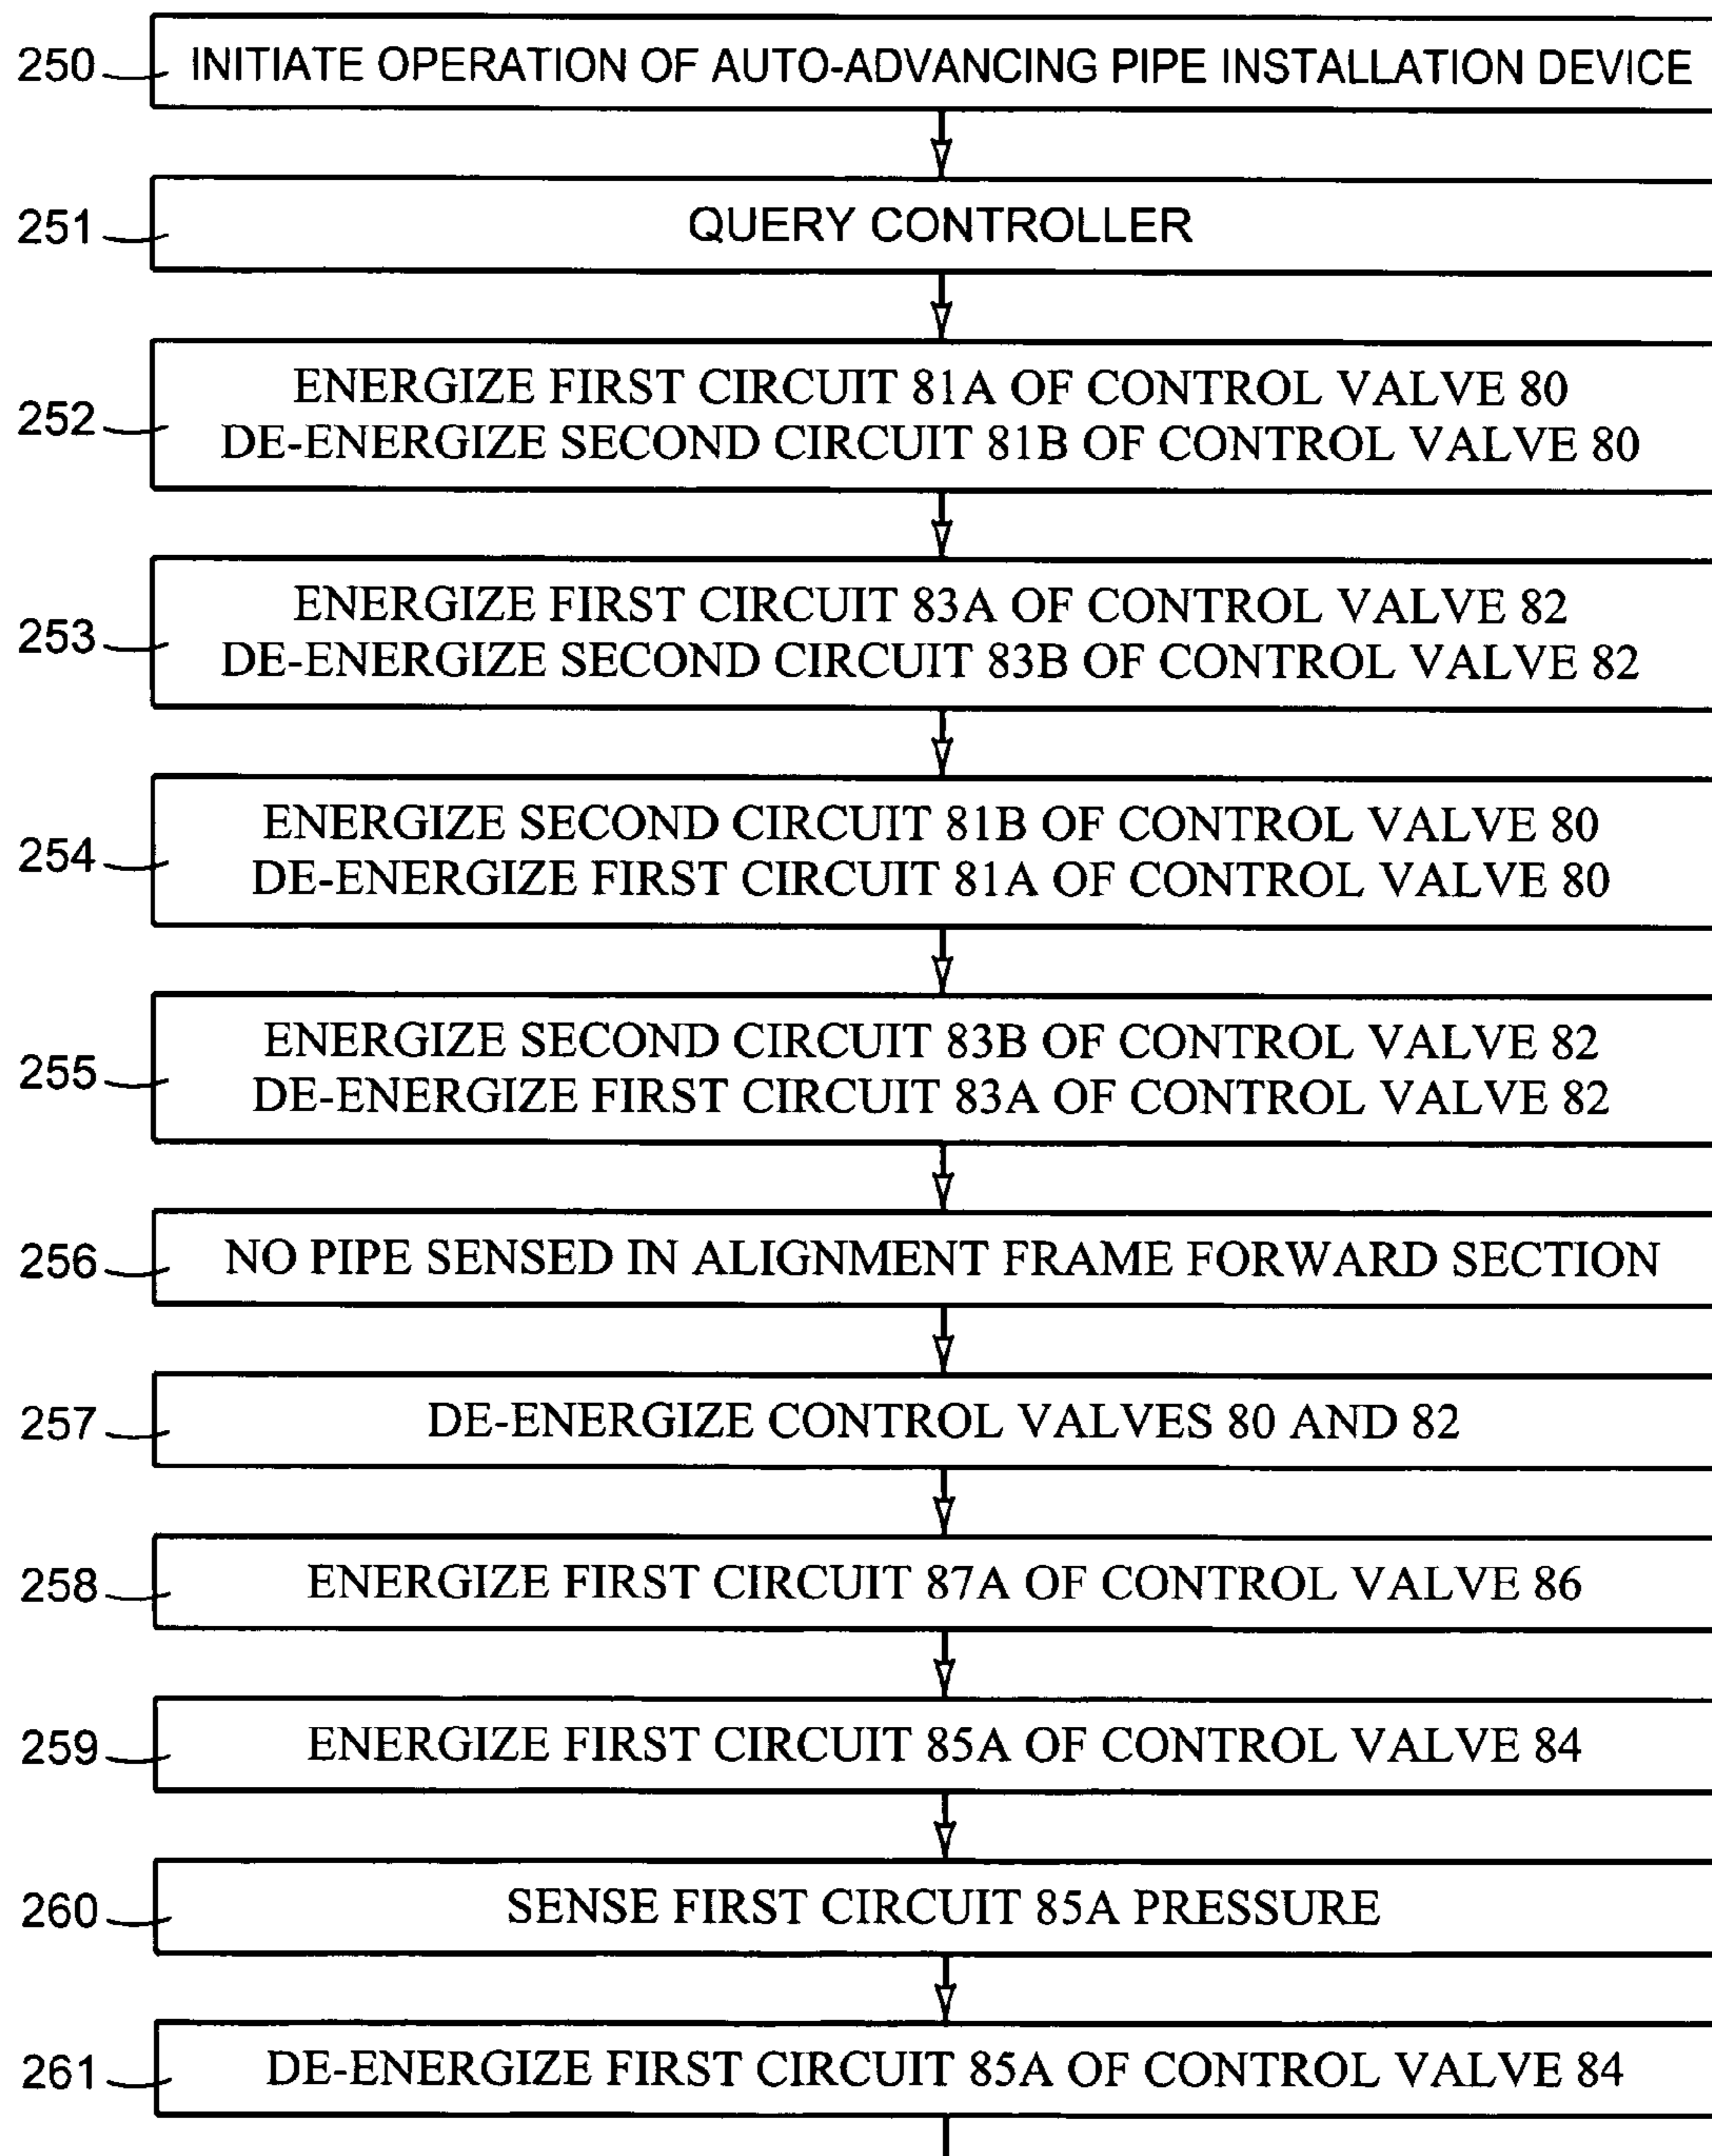 250 INITIATE OPERATION OF AUTO-ADVANCING PIPE INSTALLATION DEVICE
251 QUERY CONTROLLER
252 ENERGIZE FIRST CIRCUIT 81A OF CONTROL VALVE 80
DE-ENERGIZE SECOND CIRCUIT 81B OF CONTROL VALVE 80
253 ENERGIZE FIRST CIRCUIT 83A OF CONTROL VALVE 82
DE-ENERGIZE SECOND CIRCUIT 83B OF CONTROL VALVE 82
254 ENERGIZE SECOND CIRCUIT 81B OF CONTROL VALVE 80
DE-ENERGIZE FIRST CIRCUIT 81A OF CONTROL VALVE 80
255 ENERGIZE SECOND CIRCUIT 83B OF CONTROL VALVE 82
DE-ENERGIZE FIRST CIRCUIT 83A OF CONTROL VALVE 82
256 NO PIPE SENSED IN ALIGNMENT FRAME FORWARD SECTION
257 DE-ENERGIZE CONTROL VALVES 80 AND 82
258 ENERGIZE FIRST CIRCUIT 87A OF CONTROL VALVE 86
259 ENERGIZE FIRST CIRCUIT 85A OF CONTROL VALVE 84
260 SENSE FIRST CIRCUIT 85A PRESSURE
261 DE-ENERGIZE FIRST CIRCUIT 85A OF CONTROL VALVE 84